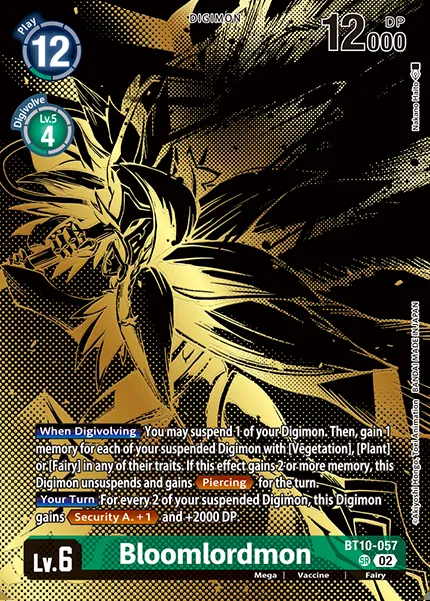 DIGIMON
Play
12
DP
12000
Digivolve
Lv.5
4
Nakano Haito
©Akiyoshi Hongo, Toei Animation BANDAI MADE IN JAPAN
When Digivolving You may suspend 1 of your Digimon. Then, gain 1
memory for each of your suspended Digimon with [Vegetation], [Plant]
or [Fairy] in any of their traits. If this effect gains 2 or more memory, this
Digimon unsuspends and gains Piercing for the turn.
Your Turn For every 2 of your suspended Digimon, this Digimon
gains Security A. +1 and +2000 DP.
Lv.6
Bloomlordmon
BT10-057
SR 02
Mega | Vaccine | Fairy